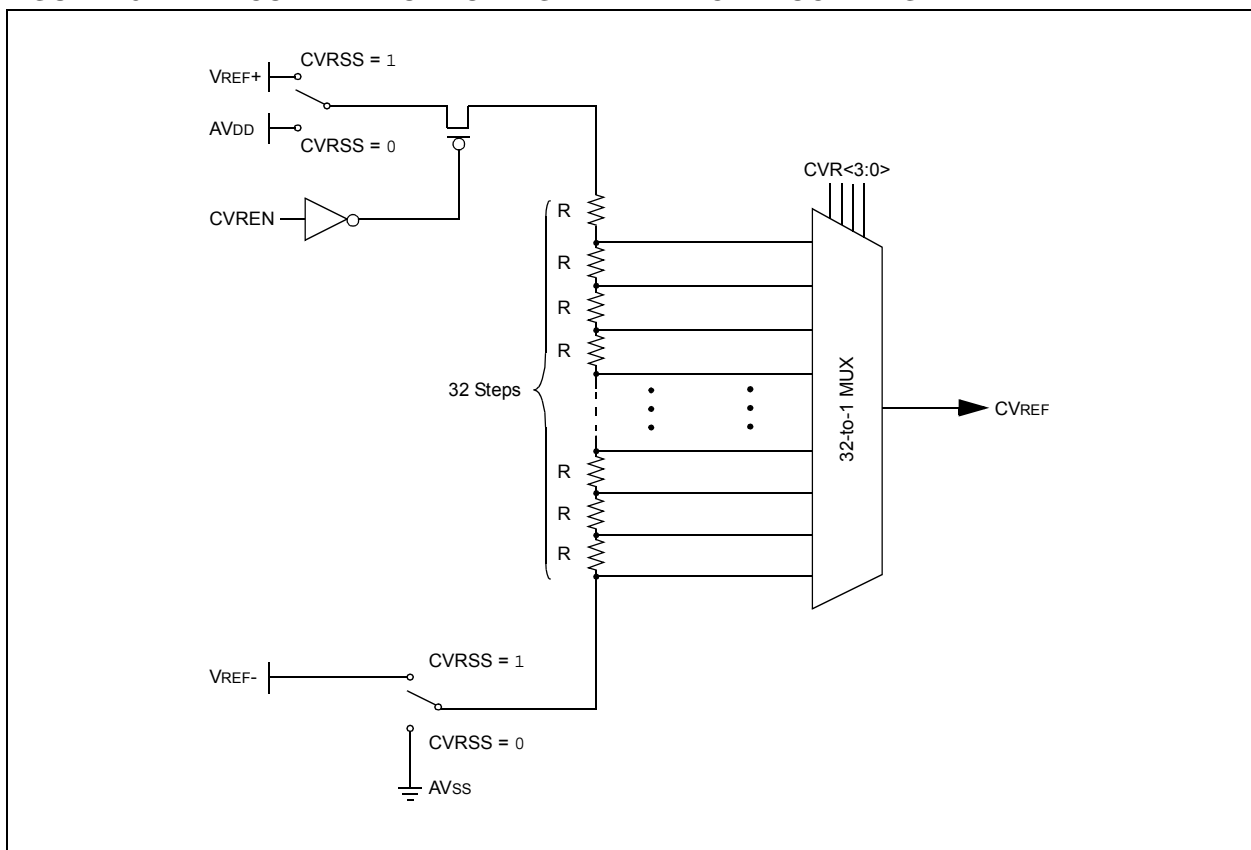 CVRSS = 1
VREF+
AVDD
CVRSS = 0
CVR<3:0>
CVREN
R
R
R
R
32 Steps
32-to-1 MUX
CVREF
R
R
R
CVRSS = 1
VREF-
CVRSS = 0
AVSS